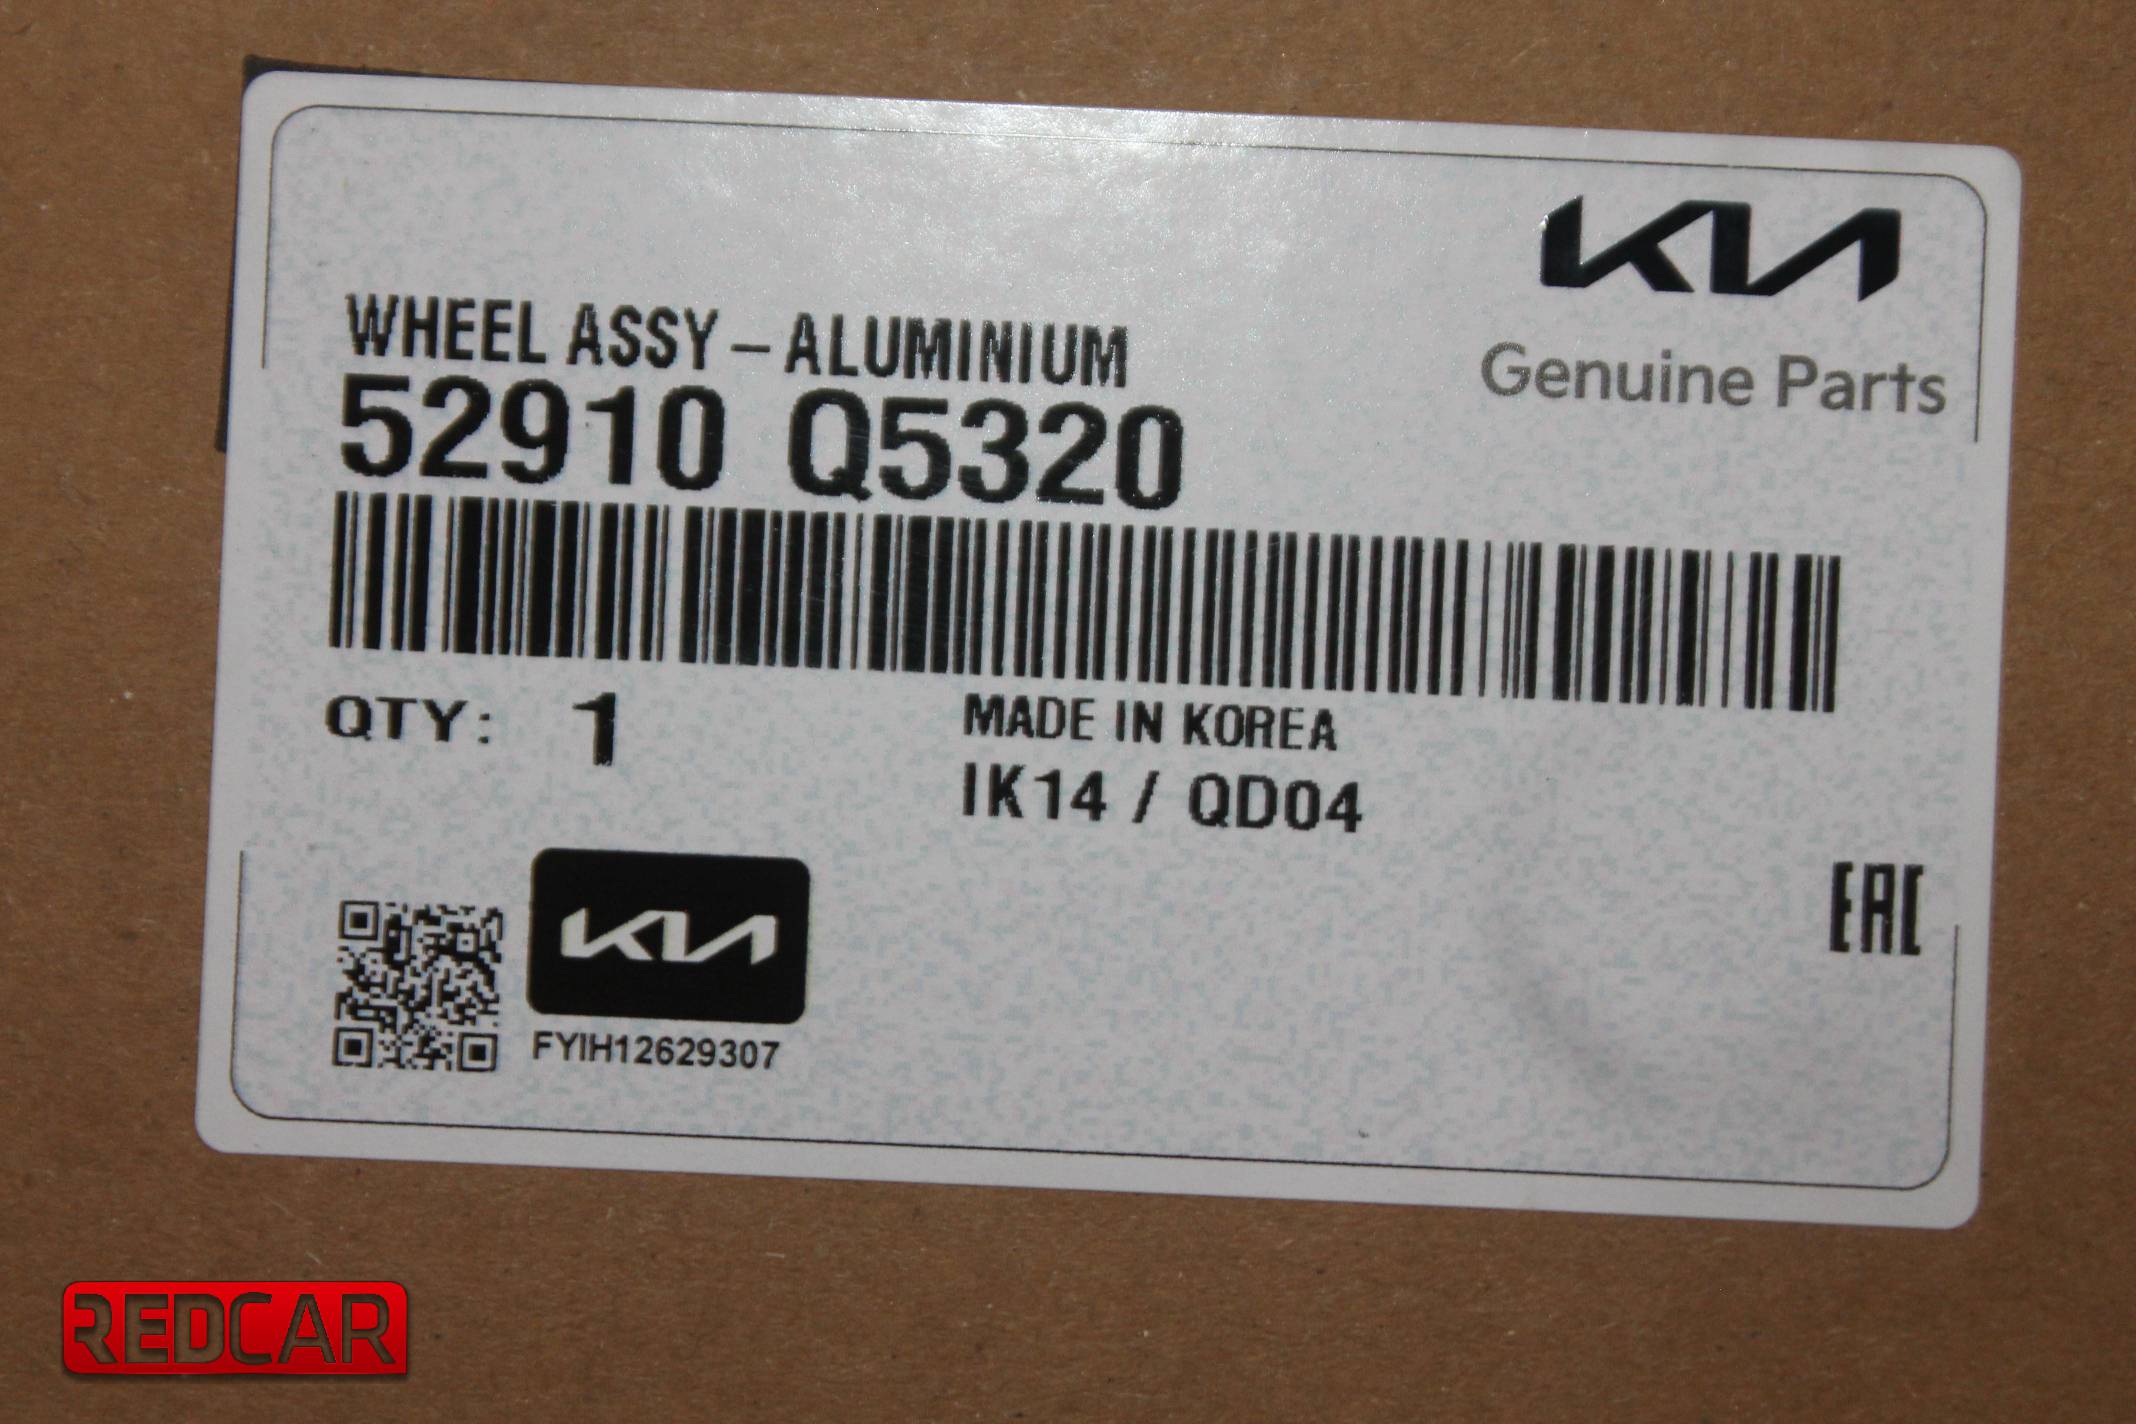 KIA
Genuine Parts
WHEEL ASSY – ALUMINIUM
52910 Q5320
QTY: 1
MADE IN KOREA
IK14 / QD04
KIA
FYIH12629307
EAC
REDCAR